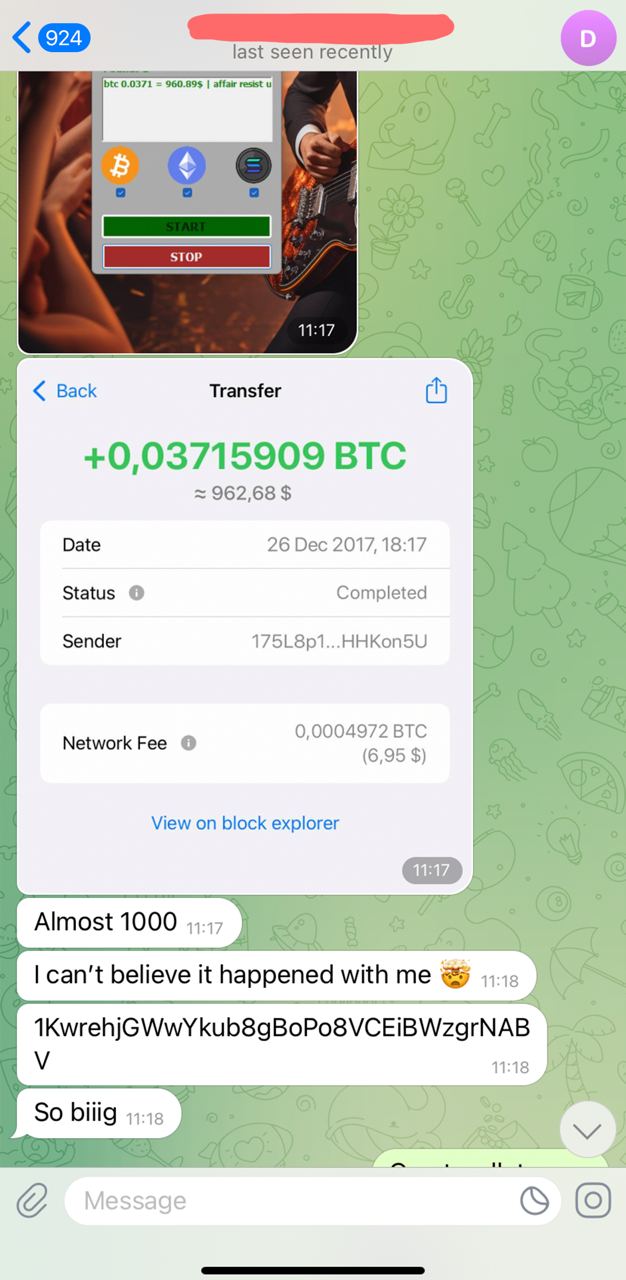 924
last seen recently
D
btc 0.0371 = 960.89$ | affair resist u
START
STOP
11:17
Back
Transfer
+0,03715909 BTC
≈ 962,68 $
Date
26 Dec 2017, 18:17
Status
Completed
Sender
175L8p1...HHKon5U
Network Fee
0,0004972 BTC
(6,95 $)
View on block explorer
11:17
Almost 1000 11:17
I can’t believe it happened with me 🤯 11:18
1KwrehjGWwYkub8gBoPo8VCEiBWzgrNAB
V 11:18
So biiig 11:18
Message